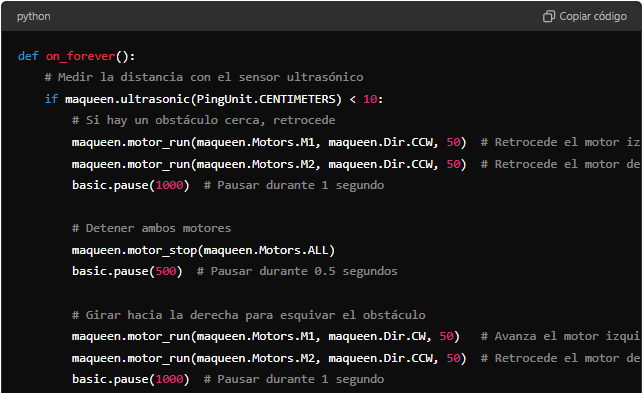 python
Copiar código
def on_forever():
# Medir la distancia con el sensor ultrasónico
if maqueen.ultrasonic(PingUnit.CENTIMETERS) < 10:
# Si hay un obstáculo cerca, retrocede
maqueen.motor_run(maqueen.Motors.M1, maqueen.Dir.CCW, 50)  # Retrocede el motor iz
maqueen.motor_run(maqueen.Motors.M2, maqueen.Dir.CCW, 50)  # Retrocede el motor de
basic.pause(1000)  # Pausar durante 1 segundo
# Detener ambos motores
maqueen.motor_stop(maqueen.Motors.ALL)
basic.pause(500)  # Pausar durante 0.5 segundos
# Girar hacia la derecha para esquivar el obstáculo
maqueen.motor_run(maqueen.Motors.M1, maqueen.Dir.CW, 50)   # Avanza el motor izqui
maqueen.motor_run(maqueen.Motors.M2, maqueen.Dir.CCW, 50)  # Retrocede el motor de
basic.pause(1000)  # Pausar durante 1 segundo